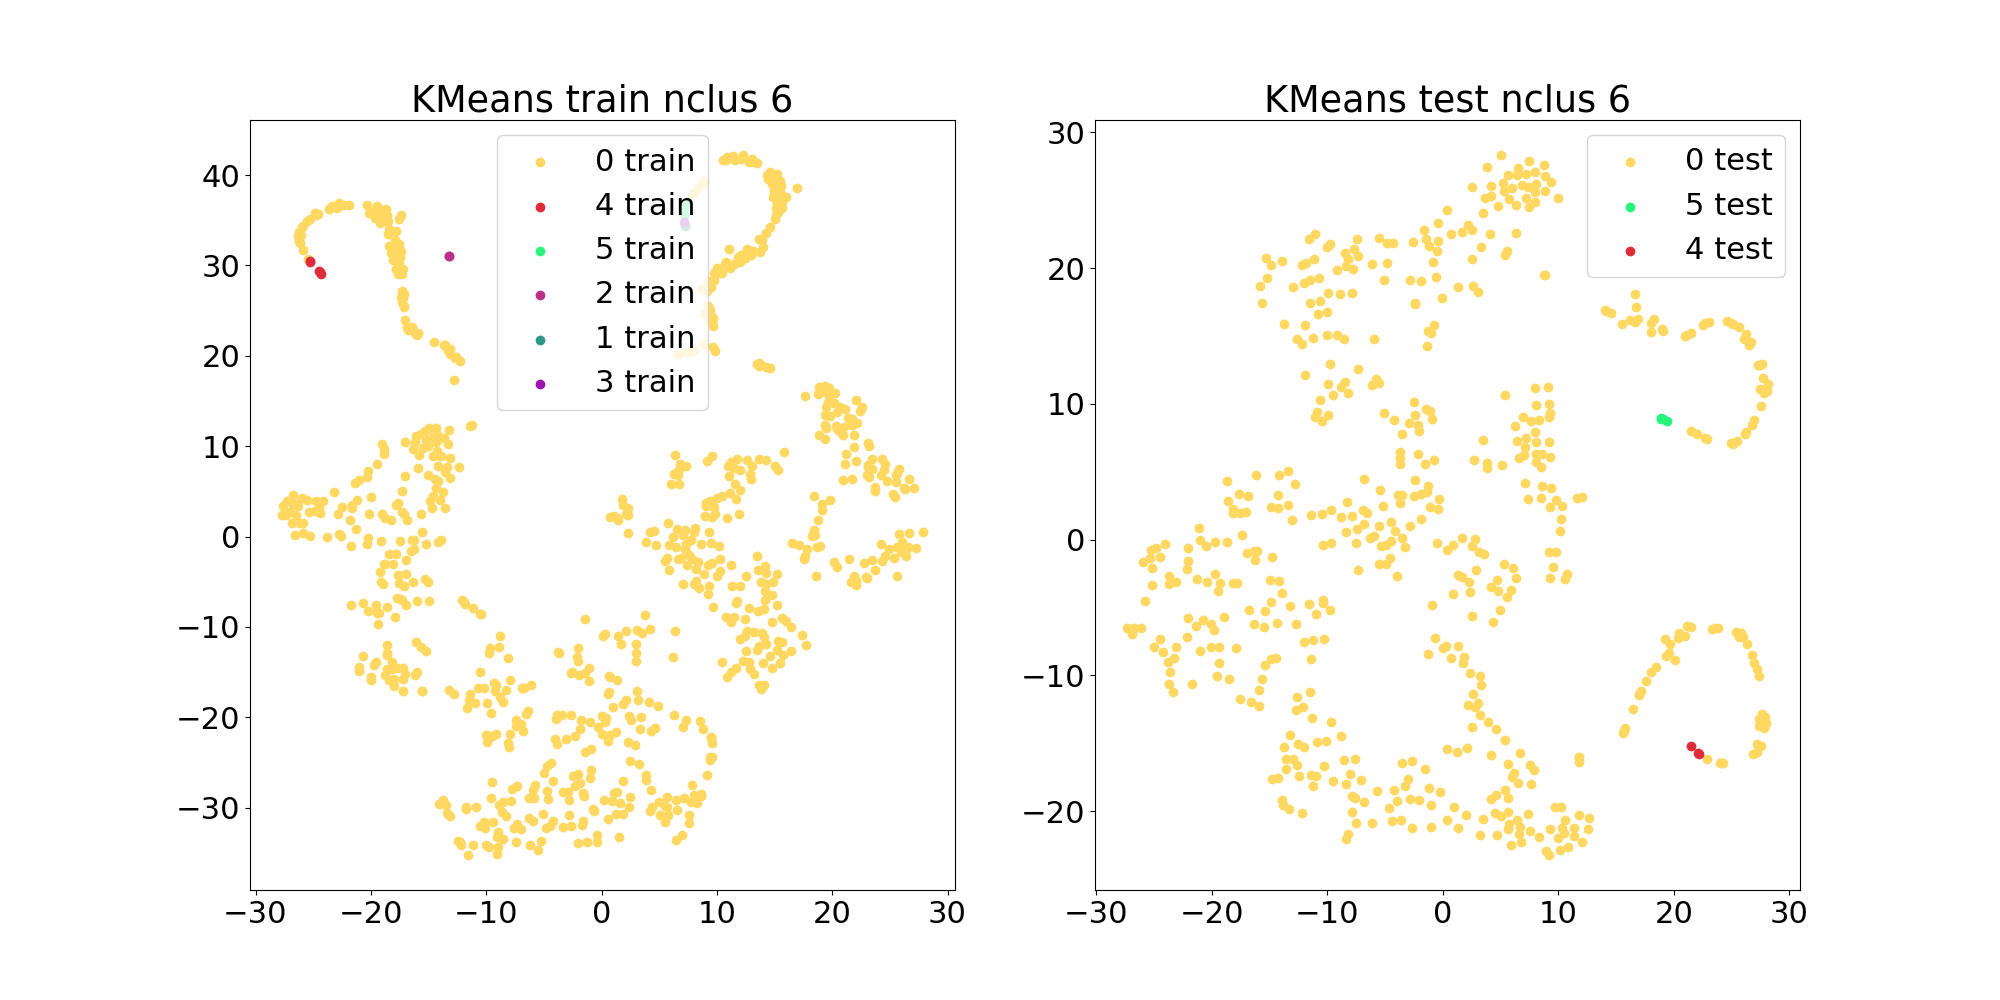 KMeans train nclus 6
40
30
20
10
0
−10
−20
−30
−30 −20 −10 0 10 20 30
0 train
4 train
5 train
2 train
1 train
3 train
KMeans test nclus 6
30
20
10
0
−10
−20
−30 −20 −10 0 10 20 30
0 test
5 test
4 test